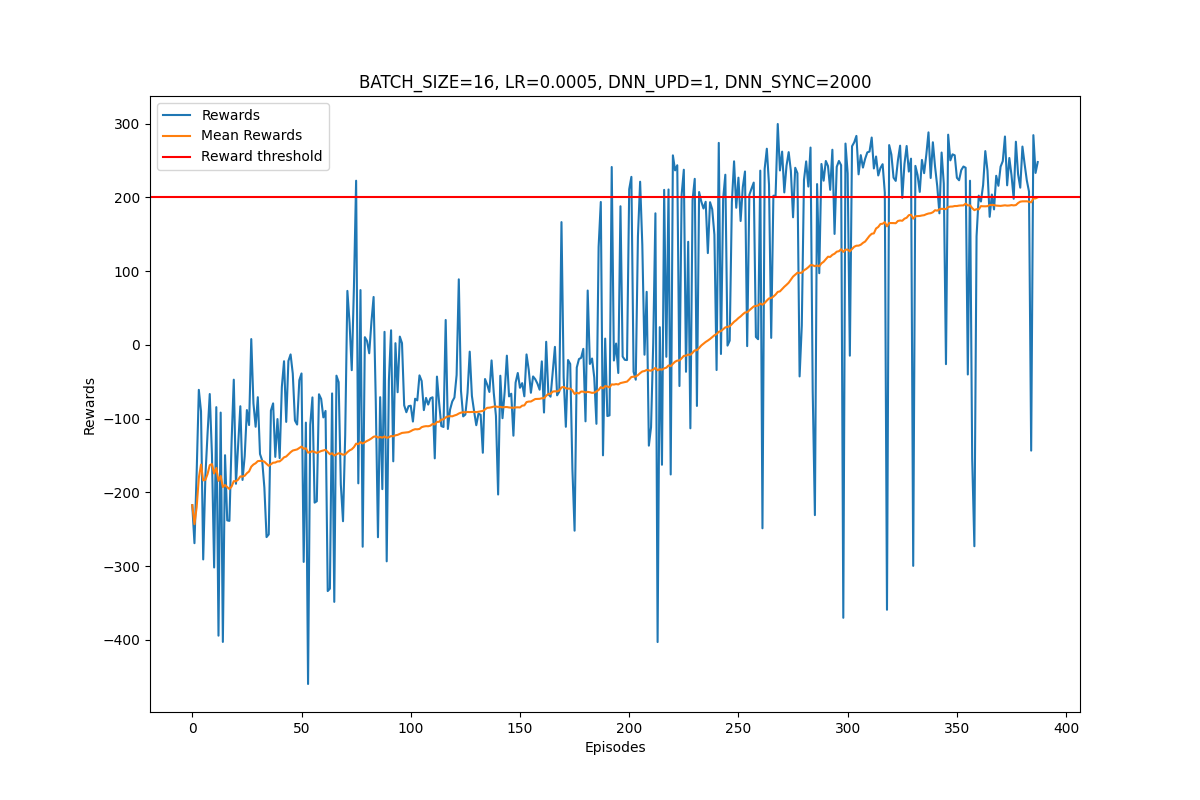 BATCH_SIZE=16, LR=0.0005, DNN_UPD=1, DNN_SYNC=2000
Rewards
Mean Rewards
Reward threshold
300
200
100
0
−100
−200
−300
−400
Rewards
0
50
100
150
200
250
300
350
400
Episodes